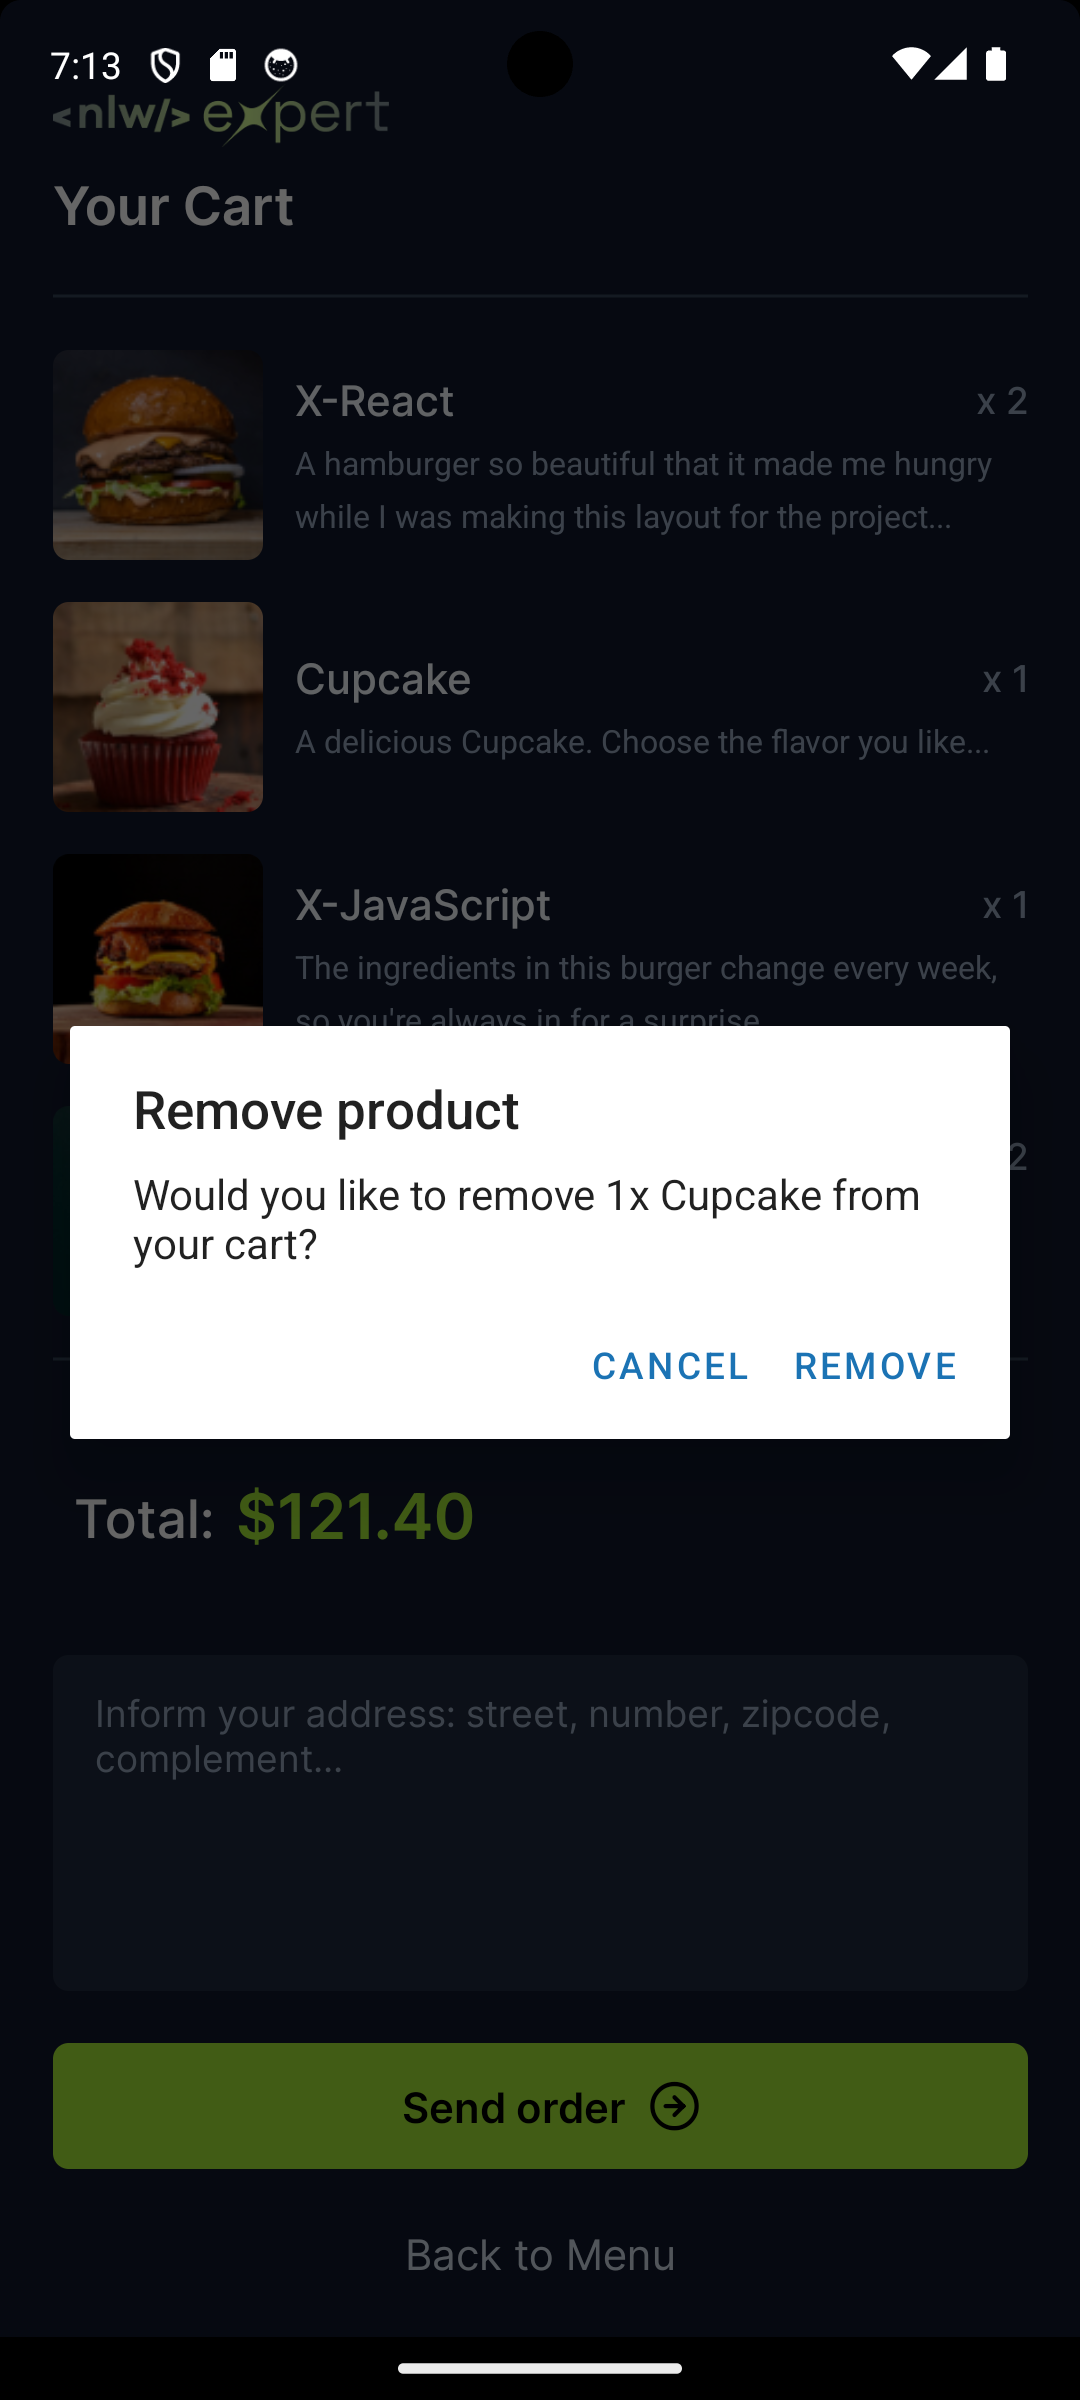 7:13
<nlw/> expert
Your Cart
X-React
x 2
A hamburger so beautiful that it made me hungry
while I was making this layout for the project...
Cupcake
x 1
A delicious Cupcake. Choose the flavor you like...
X-JavaScript
x 1
The ingredients in this burger change every week,
so you're always in for a surprise
2
Remove product
Would you like to remove 1x Cupcake from
your cart?
CANCEL
REMOVE
Total: $121.40
Inform your address: street, number, zipcode,
complement...
Send order
Back to Menu